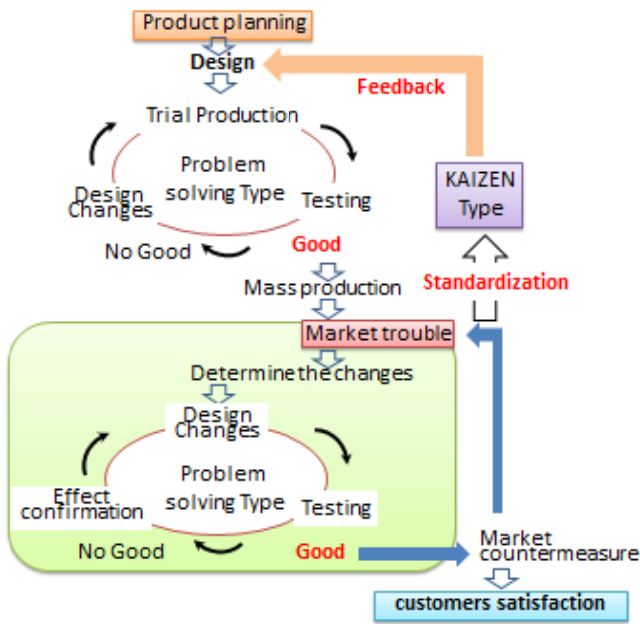 Product planning
Design
Feedback
Trial Production
Problem
solving Type
Design
Changes
Testing
KAIZEN
Type
No Good
Good
Standardization
Mass production
Market trouble
Determine the changes
Design
Changes
Problem
solving Type
Effect
confirmation
Testing
No Good
Good
Market
countermeasure
customers satisfaction